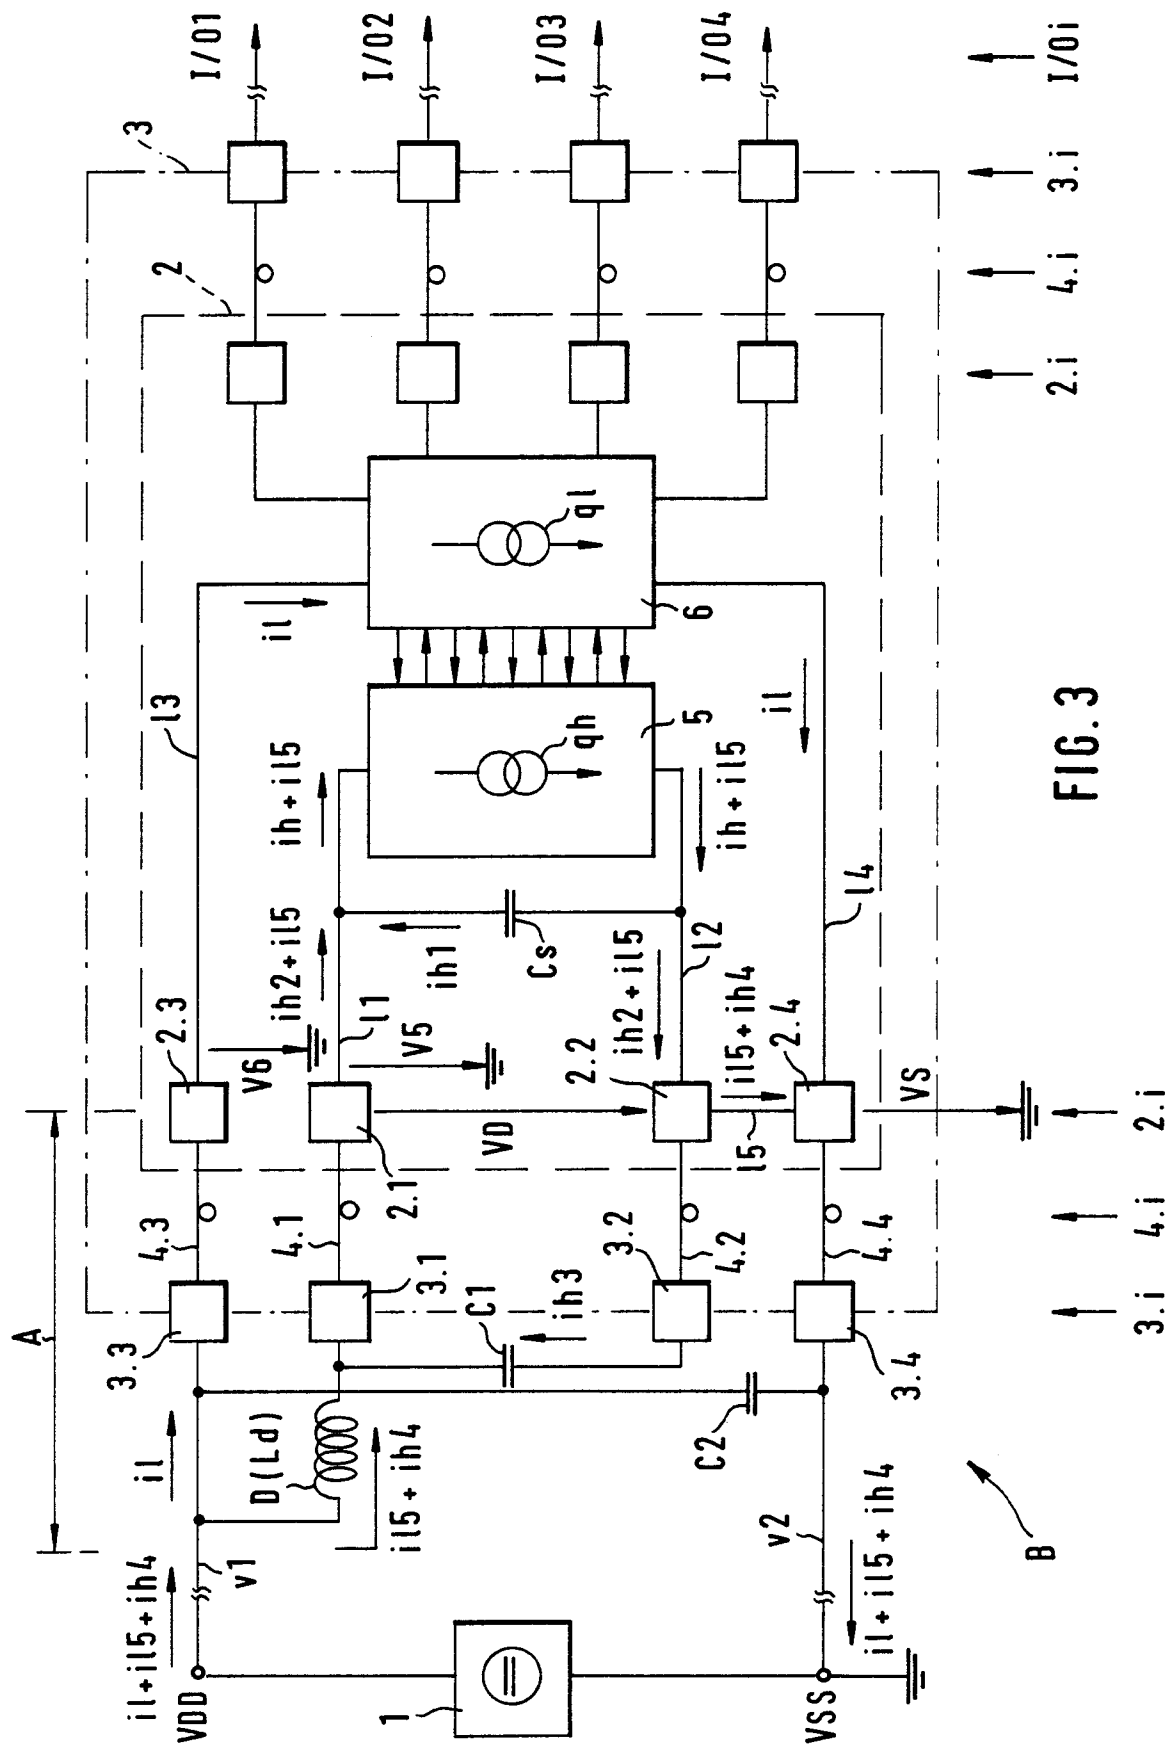 I/01
I/02
I/03
I/04
I/0i
3
3.i
4.i
2
2.i
ql
6
il
l3
qh
5
il
ih+il5
ih+il5
l4
ih2+il5
ih1
Cs
l2
ih2+il5
il5+ih4
2.3
V6
l1
V5
2.2
2.4
VS
VD
l5
2.1
2.i
4.3
4.1
3.2
4.2
4.4
4.i
A
3.3
3.1
C1
ih3
3.4
3.i
il
D(Ld)
il5+ih4
C2
il+il5+ih4
v1
v2
il+il5+ih4
B
VDD
1
VSS
FIG.3